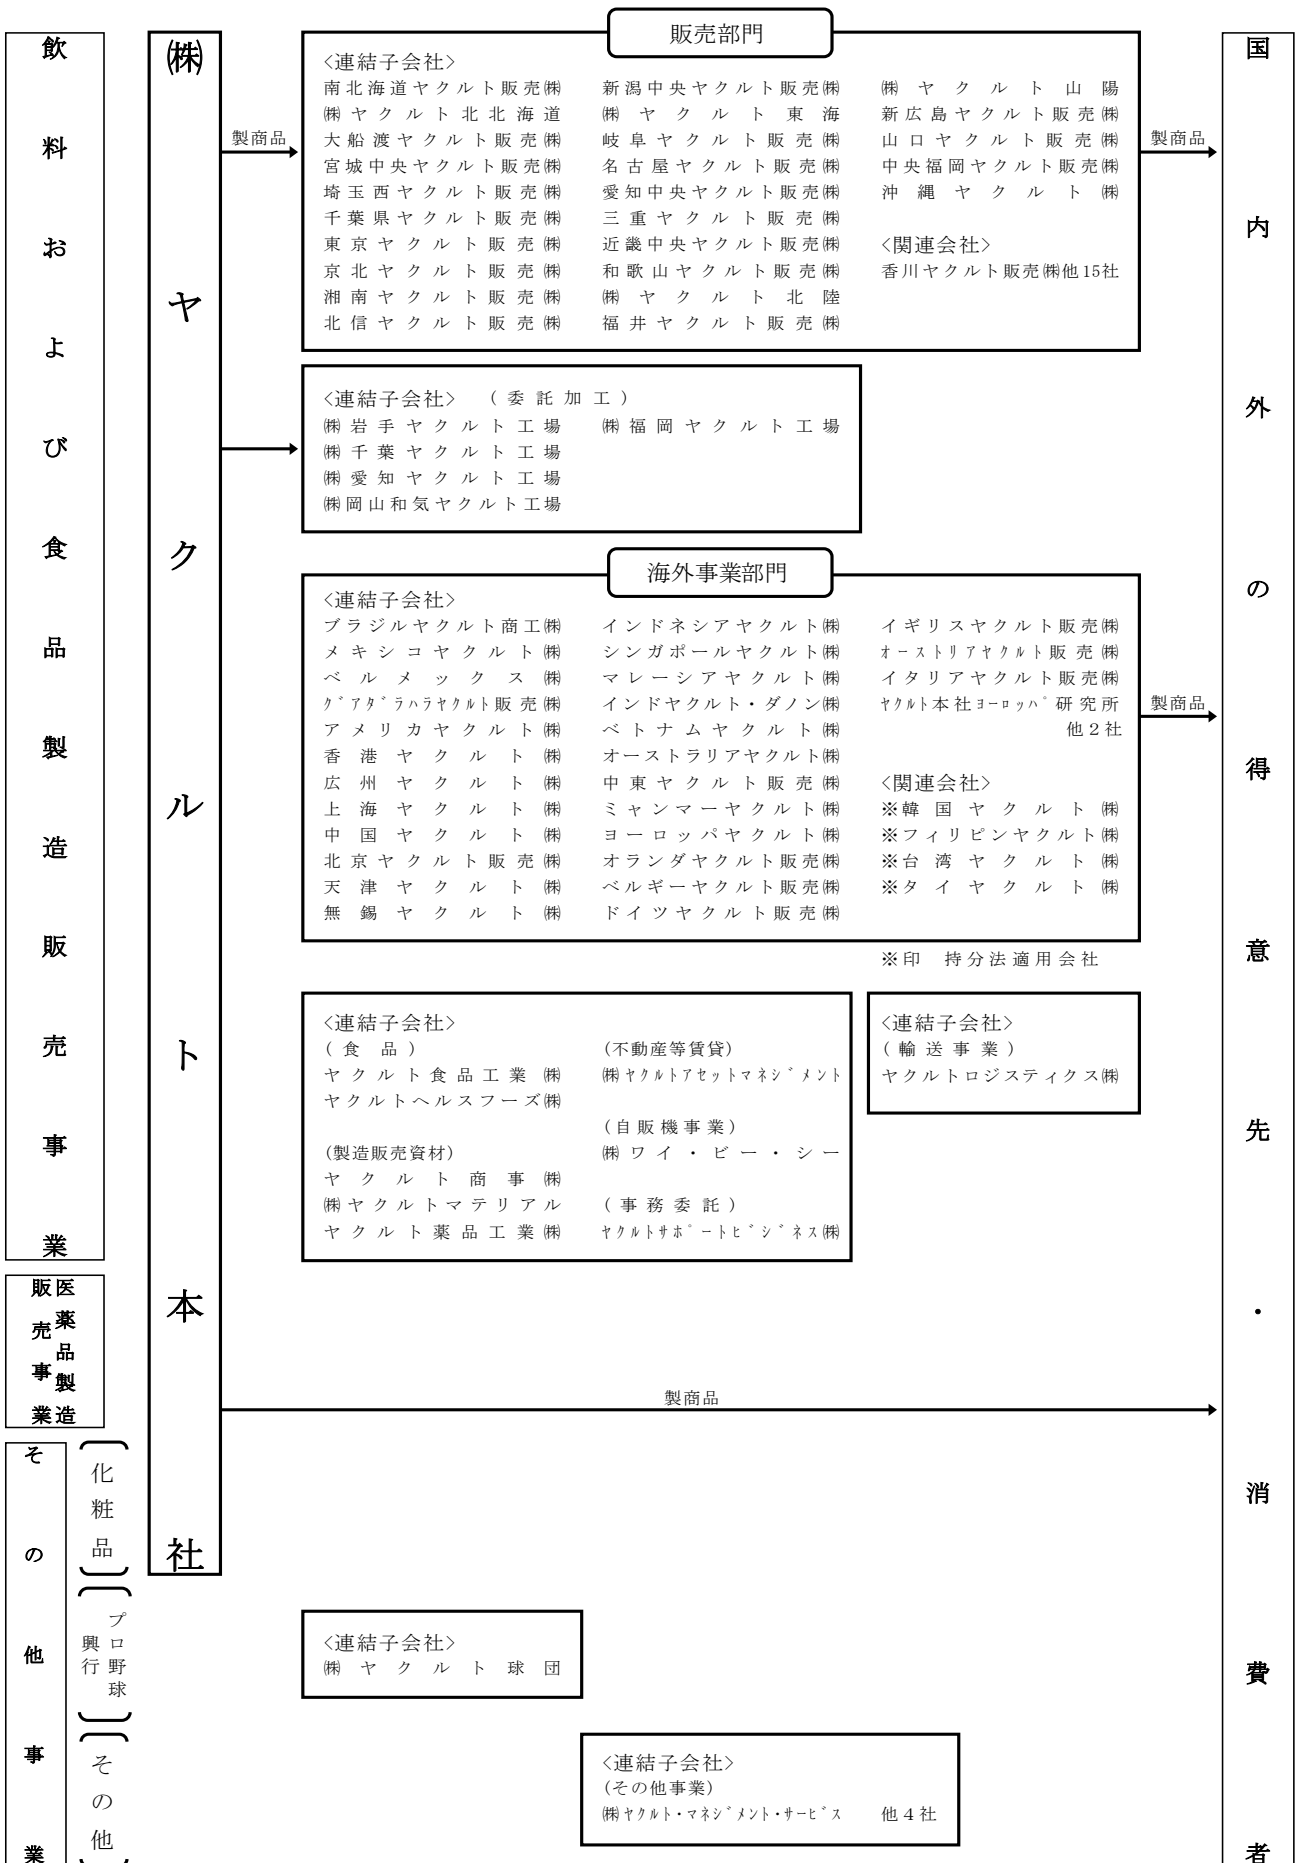 飲料および食品製造販売事業
医薬品製造
販売事業
その他事業
化粧品
プロ野球
興行
その他
㈱ヤクルト本社
製商品
販売部門
<連結子会社>
南北海道ヤクルト販売㈱
㈱ヤクルト北北海道
大船渡ヤクルト販売㈱
宮城中央ヤクルト販売㈱
埼玉西ヤクルト販売㈱
千葉県ヤクルト販売㈱
東京ヤクルト販売㈱
京北ヤクルト販売㈱
湘南ヤクルト販売㈱
北信ヤクルト販売㈱
新潟中央ヤクルト販売㈱
㈱ヤクルト東海
岐阜ヤクルト販売㈱
名古屋ヤクルト販売㈱
愛知中央ヤクルト販売㈱
三重ヤクルト販売㈱
近畿中央ヤクルト販売㈱
和歌山ヤクルト販売㈱
㈱ヤクルト北陸
福井ヤクルト販売㈱
㈱ヤクルト山陽
新広島ヤクルト販売㈱
山口ヤクルト販売㈱
中央福岡ヤクルト販売㈱
沖縄ヤクルト㈱
<関連会社>
香川ヤクルト販売㈱他15社
製商品
<連結子会社> (委託加工)
㈱岩手ヤクルト工場
㈱千葉ヤクルト工場
㈱愛知ヤクルト工場
㈱岡山和気ヤクルト工場
㈱福岡ヤクルト工場
海外事業部門
<連結子会社>
ブラジルヤクルト商工㈱
メキシコヤクルト㈱
ベルメックス㈱
グアダラハラヤクルト販売㈱
アメリカヤクルト㈱
香港ヤクルト㈱
広州ヤクルト㈱
上海ヤクルト㈱
中国ヤクルト㈱
北京ヤクルト販売㈱
天津ヤクルト㈱
無錫ヤクルト㈱
インドネシアヤクルト㈱
シンガポールヤクルト㈱
マレーシアヤクルト㈱
インドヤクルト・ダノン㈱
ベトナムヤクルト㈱
オーストラリアヤクルト㈱
中東ヤクルト販売㈱
ミャンマーヤクルト㈱
ヨーロッパヤクルト㈱
オランダヤクルト販売㈱
ベルギーヤクルト販売㈱
ドイツヤクルト販売㈱
イギリスヤクルト販売㈱
オーストリアヤクルト販売㈱
イタリアヤクルト販売㈱
ヤクルト本社ヨーロッパ研究所
他2社
<関連会社>
※韓国ヤクルト㈱
※フィリピンヤクルト㈱
※台湾ヤクルト㈱
※タイヤクルト㈱
製商品
※印 持分法適用会社
<連結子会社>
(食品)
ヤクルト食品工業㈱
ヤクルトヘルスフーズ㈱
(製造販売資材)
ヤクルト商事㈱
㈱ヤクルトマテリアル
ヤクルト薬品工業㈱
(不動産等賃貸)
㈱ヤクルトアセットマネジメント
(自販機事業)
㈱ワイ・ビー・シー
(事務委託)
ヤクルトサポートビジネス㈱
<連結子会社>
(輸送事業)
ヤクルトロジスティクス㈱
製商品
<連結子会社>
㈱ヤクルト球団
<連結子会社>
(その他事業)
㈱ヤクルト・マネジメント・サービス 他4社
国内外の得意先・消費者